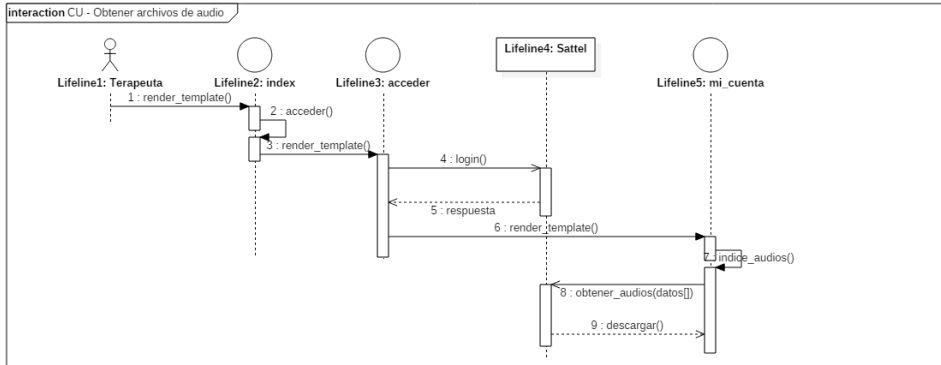 interaction CU - Obtener archivos de audio
Lifeline4: Sattel
Lifeline1: Terapeuta
Lifeline2: index
Lifeline3: acceder
Lifeline5: mi_cuenta
1 : render_template()
2 : acceder()
3 : render_template()
4 : login()
5 : respuesta
6 : render_template()
7 : indice_audios()
8 : obtener_audios(datos[])
9 : descargar()